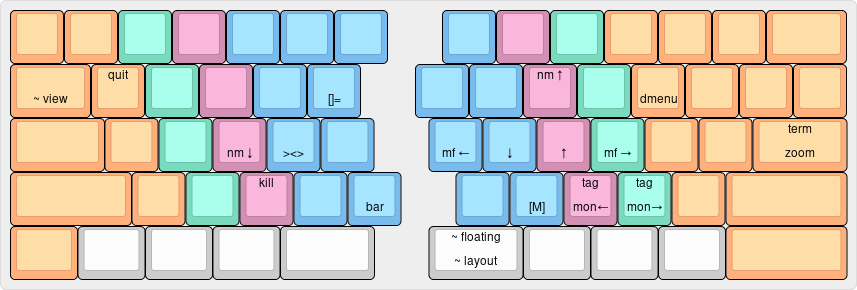 quit
~ view
[]=
nm ↑
dmenu
nm ↓
><>
mf ←
↓
↑
mf →
term
zoom
kill
bar
[M]
tag
mon←
tag
mon→
~ floating
~ layout